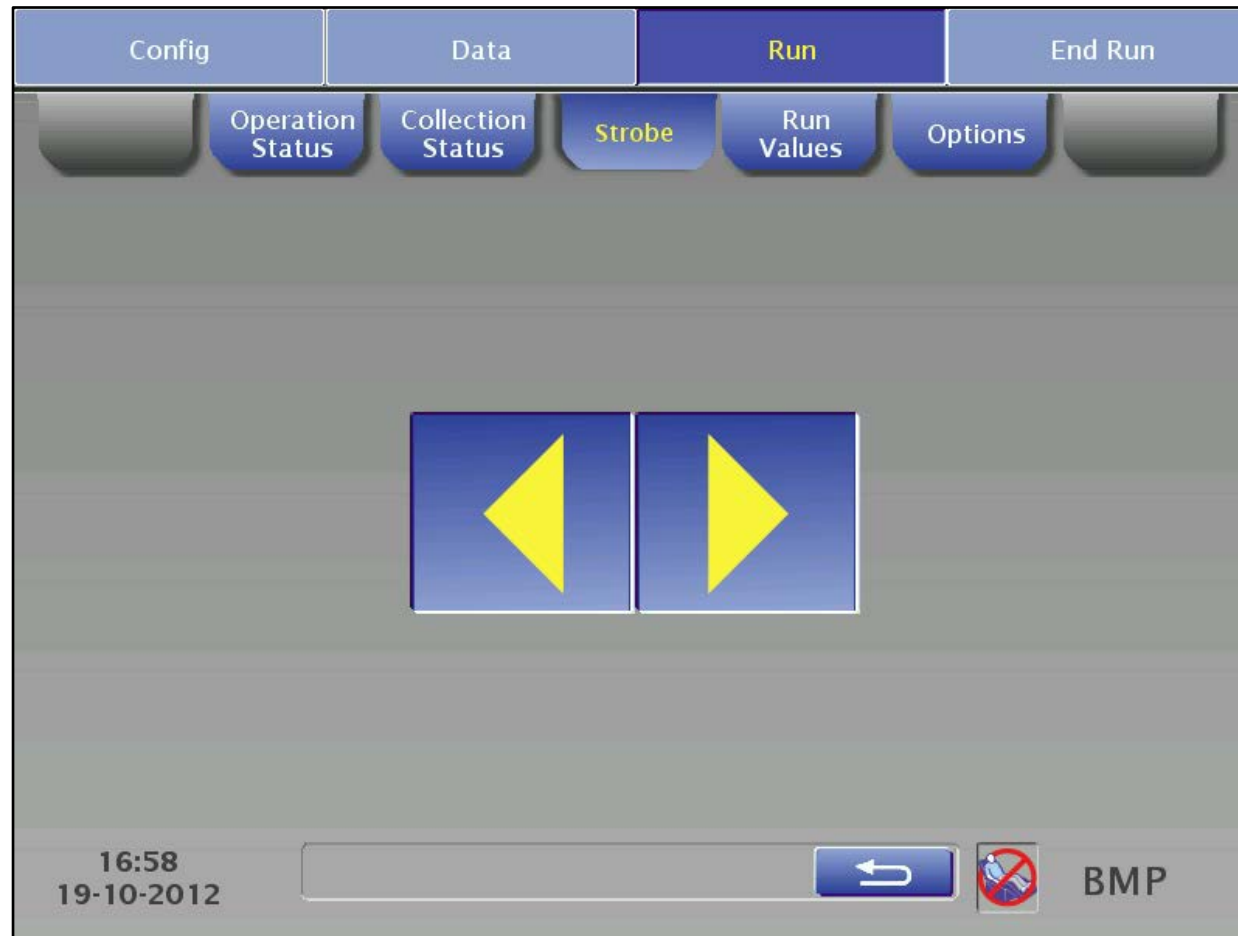 Config
Data
Run
End Run
Operation
Status
Collection
Status
Strobe
Run
Values
Options
16:58
19-10-2012
BMP